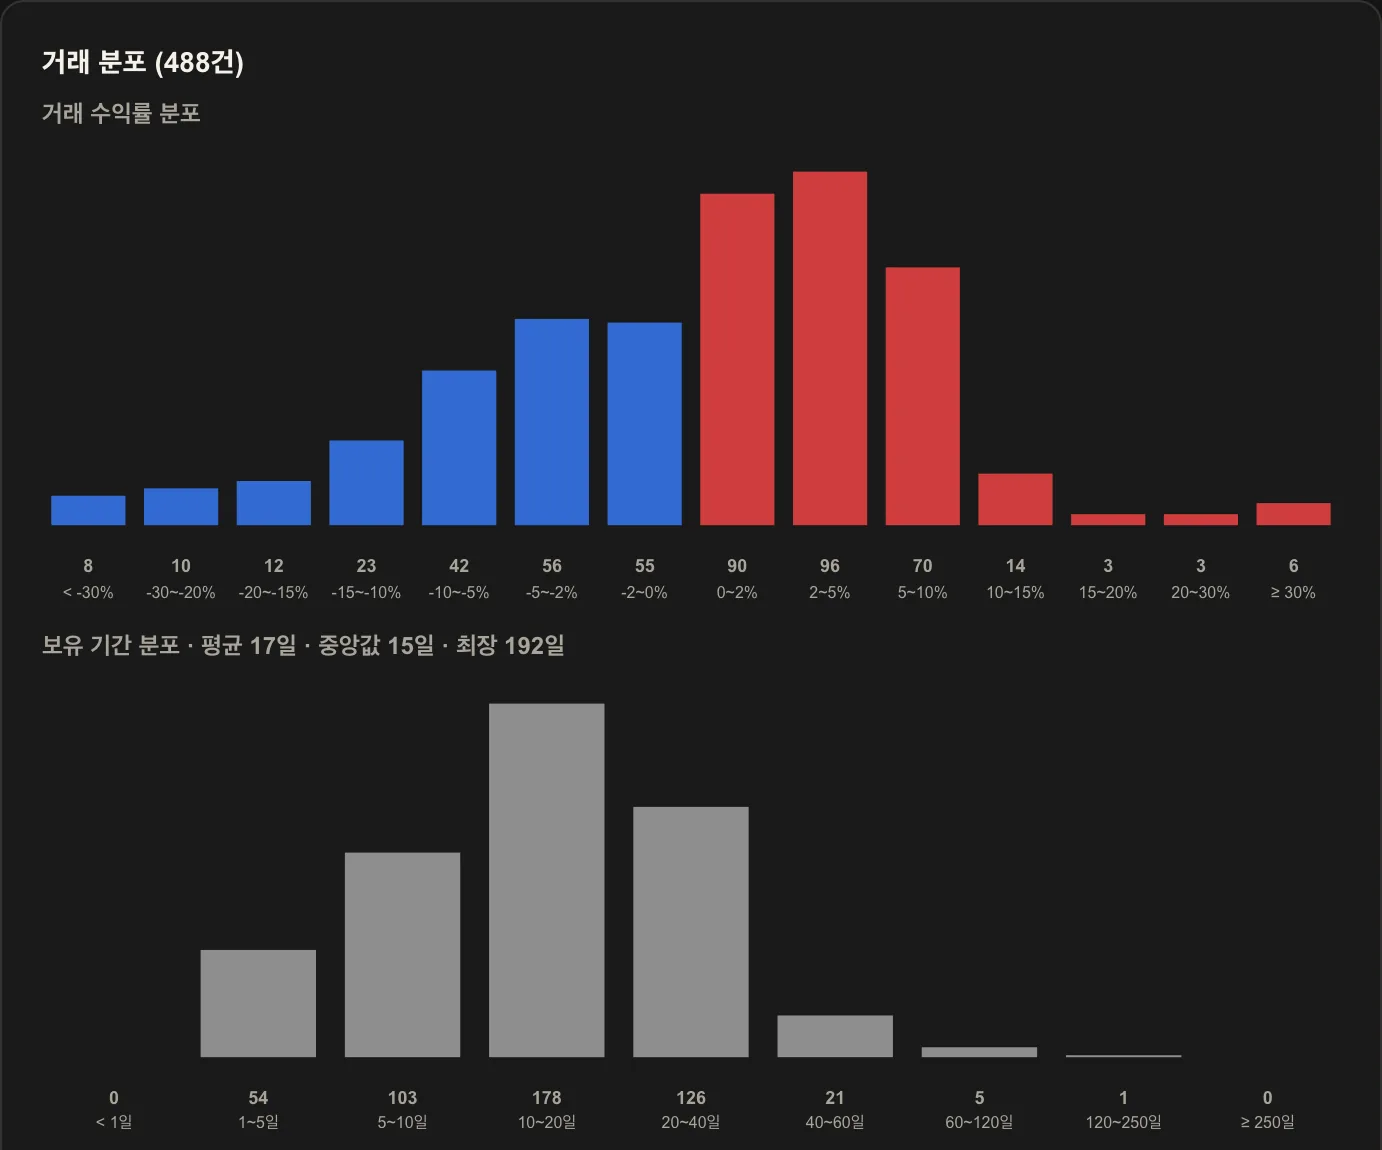 거래 분포 (488건)
거래 수익률 분포
8 10 12 23 42 56 55 90 96 70 14 3 3 6
< -30% -30~-20% -20~-15% -15~-10% -10~-5% -5~-2% -2~0% 0~2% 2~5% 5~10% 10~15% 15~20% 20~30% ≥ 30%
보유 기간 분포 · 평균 17일 · 중앙값 15일 · 최장 192일
0 54 103 178 126 21 5 1 0
< 1일 1~5일 5~10일 10~20일 20~40일 40~60일 60~120일 120~250일 ≥ 250일